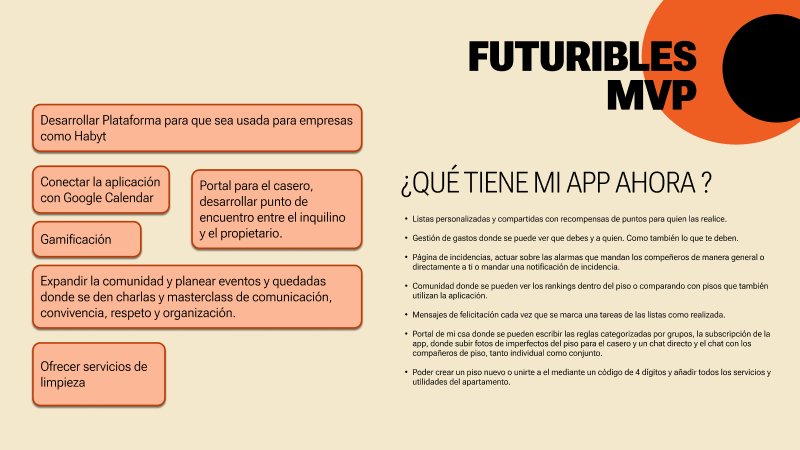 FUTURIBLES
MVP
Desarrollar Plataforma para que sea usada para empresas
como Habyt
Conectar la aplicación
con Google Calendar
Portal para el casero,
desarrollar punto de
encuentro entre el inquilino
y el propietario.
Gamificación
Expandir la comunidad y planear eventos y quedadas
donde se den charlas y masterclass de comunicación,
convivencia, respeto y organización.
Ofrecer servicios de
limpieza
¿QUÉ TIENE MI APP AHORA ?
• Listas personalizadas y compartidas con recompensas de puntos para quien las realice.
• Gestión de gastos donde se puede ver que debes y a quien. Como también lo que te deben.
• Página de incidencias, actuar sobre las alarmas que mandan los compeñeros de manera general o
directamente a ti o mandar una notificación de incidencia.
• Comunidad donde se pueden ver los rankings dentro del piso o comparando con pisos que también
utilizan la aplicación.
• Mensajes de felicitación cada vez que se marca una tareas de las listas como realizada.
• Portal de mi csa donde se pueden escribir las reglas categorizadas por grupos, la subscripción de la
app, donde subir fotos de imperfectos del piso para el casero y un chat directo y el chat con los
compañeros de piso, tanto individual como conjunto.
• Poder crear un piso nuevo o unirte a el mediante un código de 4 dígitos y añadir todos los servicios y
utilidades del apartamento.